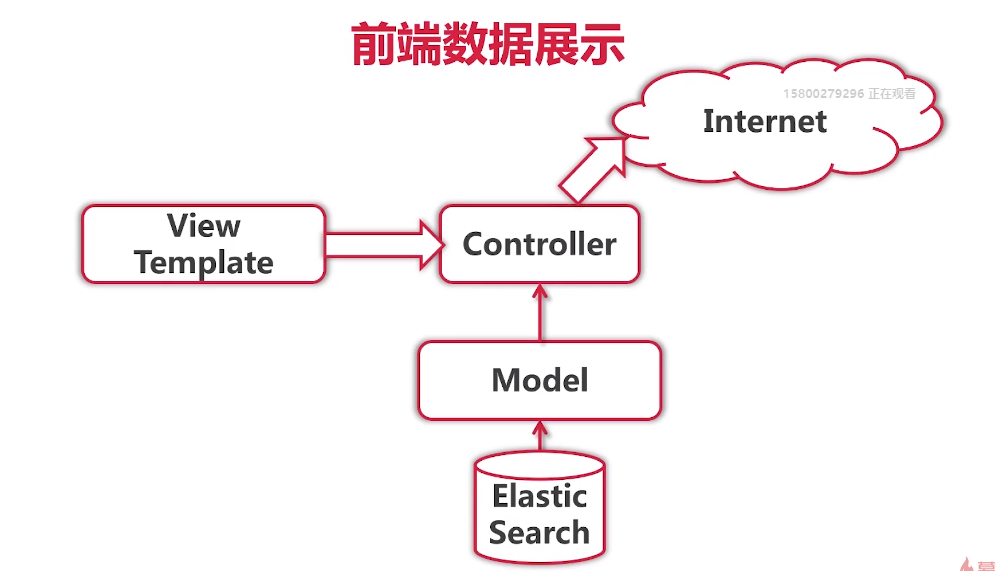 前端数据展示
15800279296 正在观看
Internet
View
Template
Controller
Model
Elastic
Search